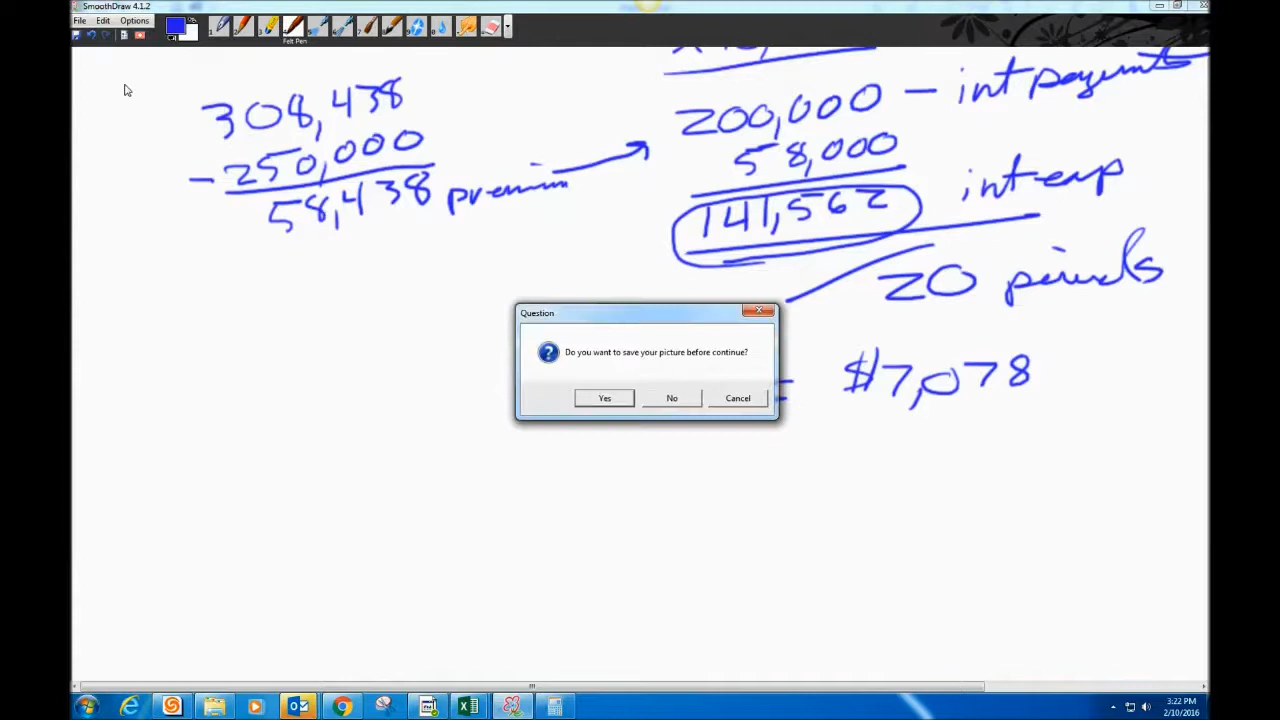 SmoothDraw 4.1.2
File Edit Options
Felt Pen
308,438
- 250,000
58,438 premium
200,000 - int payments
58,000
141,562 int exp
20 periods
= $7,078
Question
Do you want to save your picture before continue?
Yes No Cancel
3:22 PM
2/10/2016